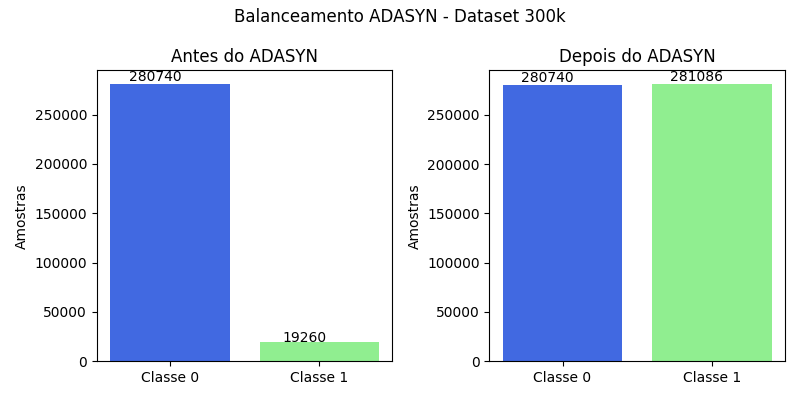 Balanceamento ADASYN - Dataset 300k
Antes do ADASYN
280740
19260
250000
200000
150000
100000
50000
0
Amostras
Classe 0
Classe 1
Depois do ADASYN
280740
281086
250000
200000
150000
100000
50000
0
Amostras
Classe 0
Classe 1